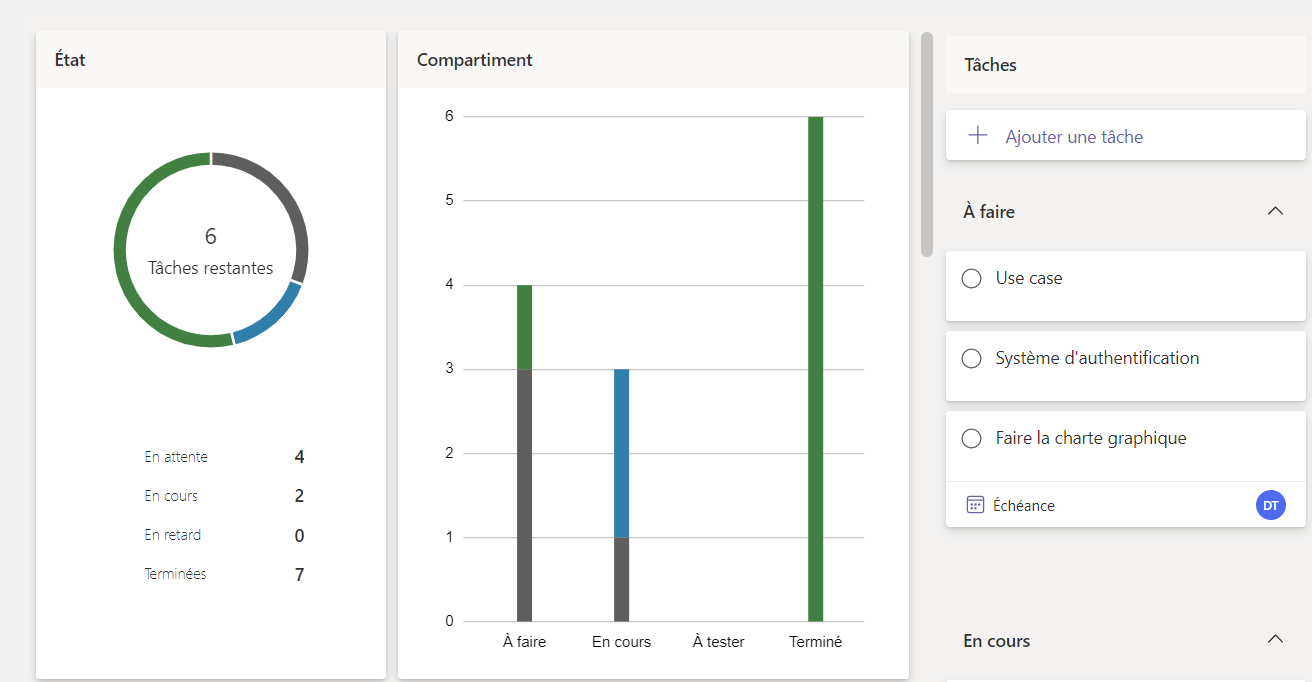 État
6
Tâches restantes
En attente 4
En cours 2
En retard 0
Terminées 7
Compartiment
6
5
4
3
2
1
0
À faire En cours À tester Terminé
Tâches
Ajouter une tâche
À faire
Use case
Système d'authentification
Faire la charte graphique
Échéance DT
En cours